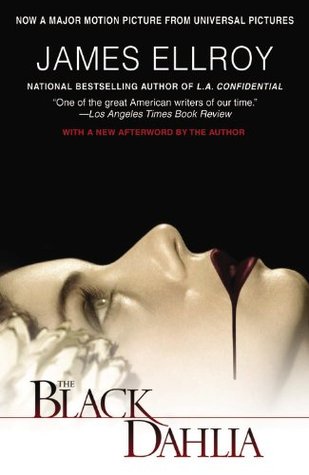 NOW A MAJOR MOTION PICTURE FROM UNIVERSAL PICTURES
JAMES ELLROY
NATIONAL BESTSELLING AUTHOR OF L.A. CONFIDENTIAL
"One of the great American writers of our time."
—Los Angeles Times Book Review
WITH A NEW AFTERWORD BY THE AUTHOR
THE
BLACK
DAHLIA